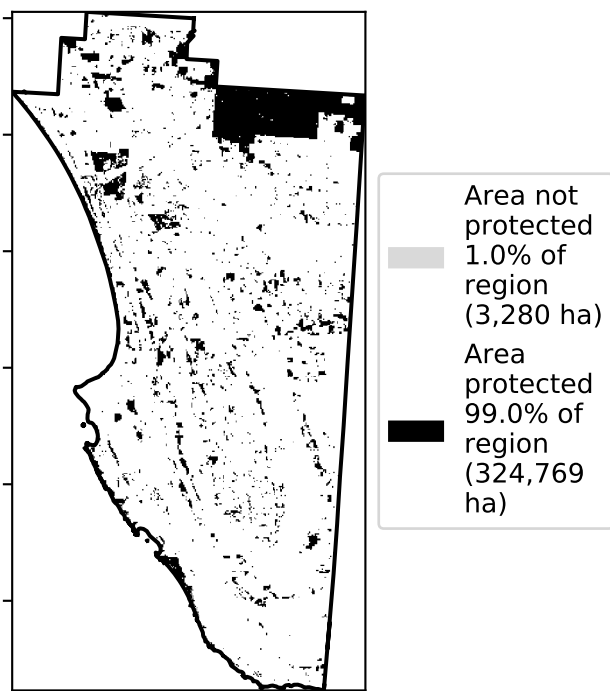 Area not
protected
1.0% of
region
(3,280 ha)
Area
protected
99.0% of
region
(324,769
ha)